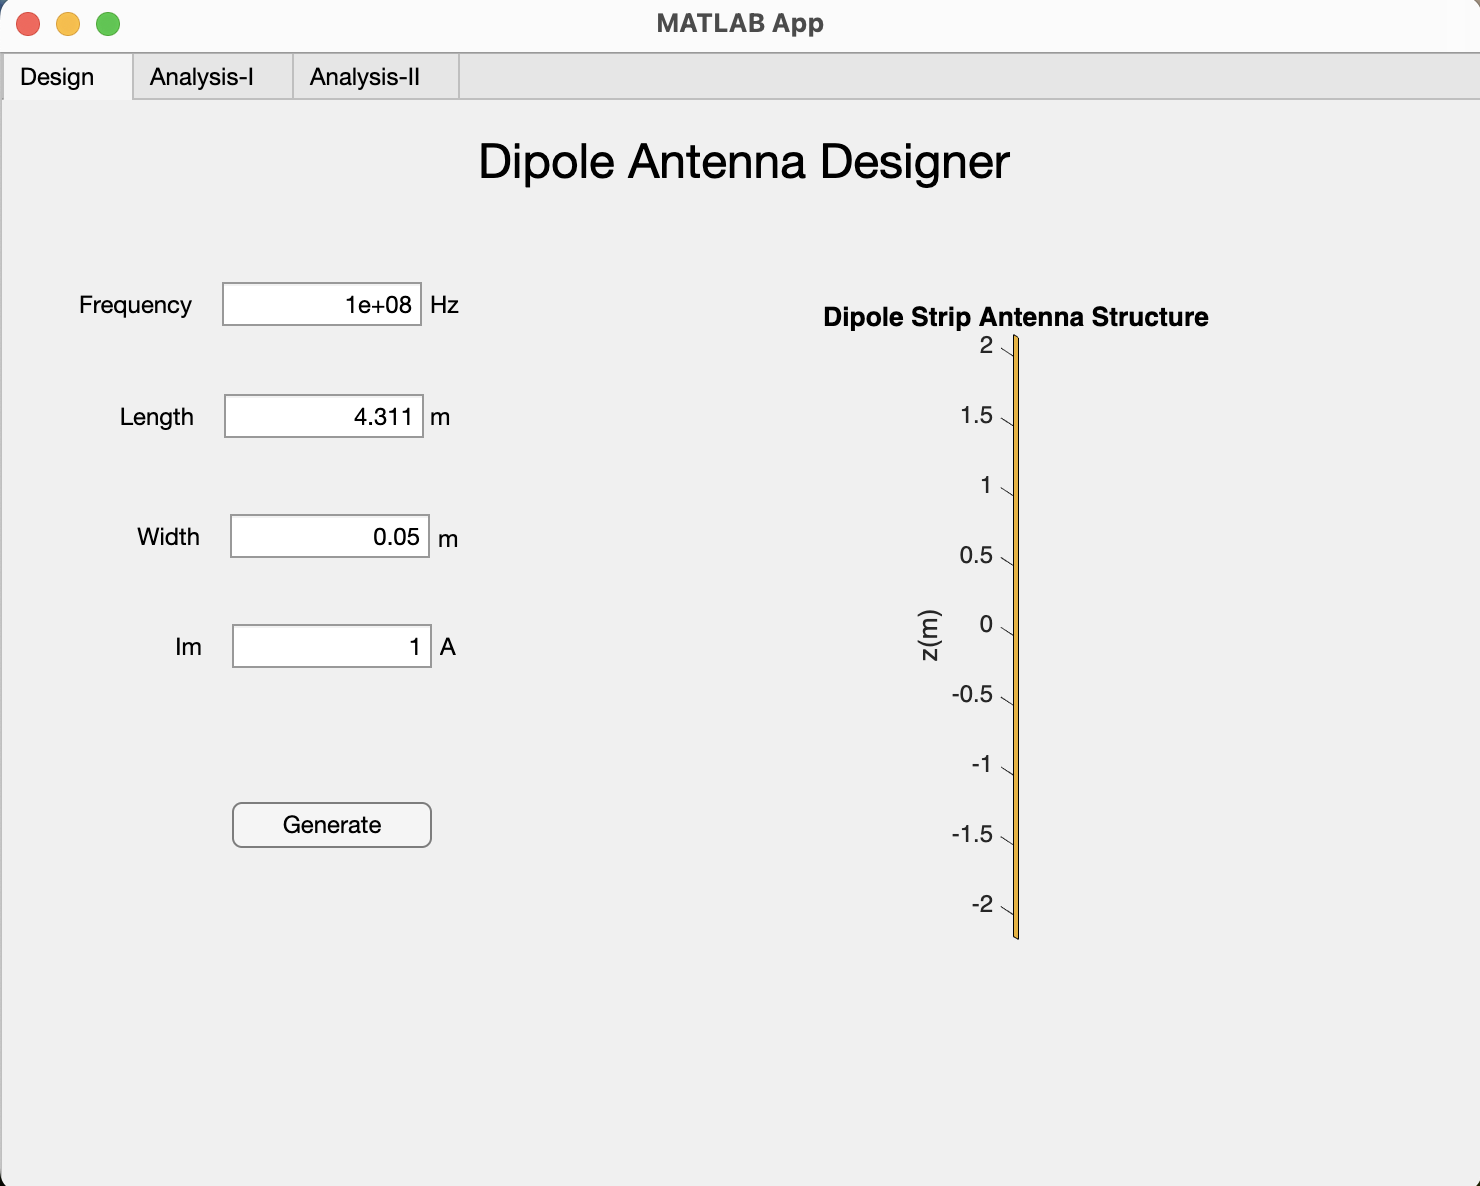 MATLAB App
Design
Analysis-I
Analysis-II
Dipole Antenna Designer
Frequency 1e+08 Hz
Length 4.311 m
Width 0.05 m
Im 1 A
Generate
Dipole Strip Antenna Structure
2
1.5
1
0.5
0
-0.5
-1
-1.5
-2
z(m)